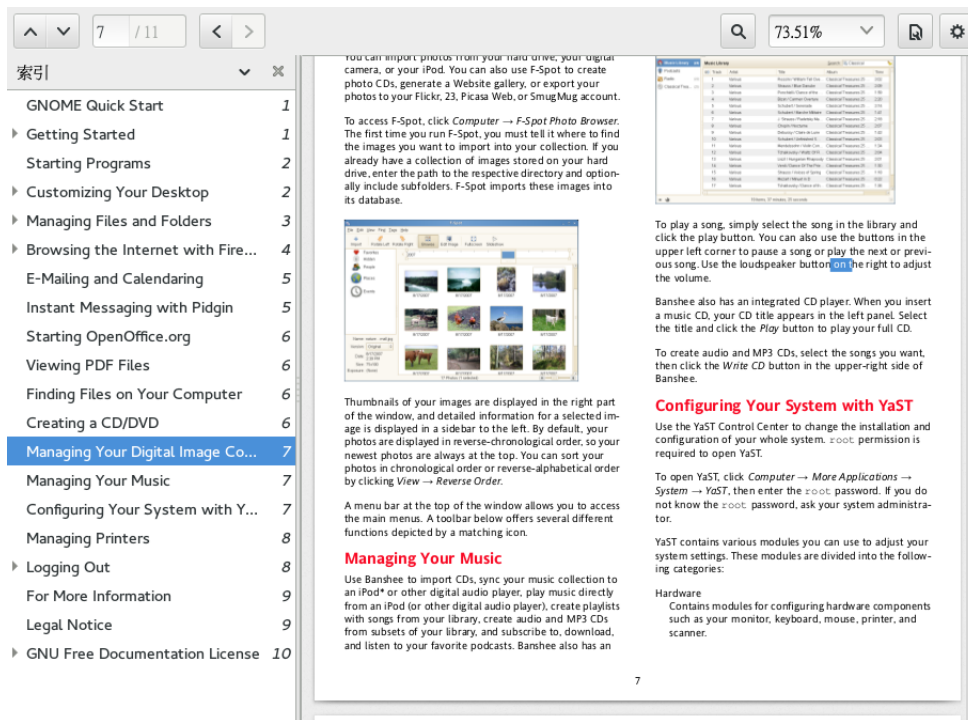 7
/ 11
73.51%
索引
GNOME Quick Start 1
Getting Started 1
Starting Programs 2
Customizing Your Desktop 2
Managing Files and Folders 3
Browsing the Internet with Fire... 4
E-Mailing and Calendaring 5
Instant Messaging with Pidgin 5
Starting OpenOffice.org 6
Viewing PDF Files 6
Finding Files on Your Computer 6
Creating a CD/DVD 6
Managing Your Digital Image Co... 7
Managing Your Music 7
Configuring Your System with Y... 7
Managing Printers 8
Logging Out 8
For More Information 9
Legal Notice 9
GNU Free Documentation License 10
You can import photos from your hard drive, your digital
camera, or your iPod. You can also use F-Spot to create
photo CDs, generate a Website gallery, or export your
photos to your Flickr, 23, Picasa Web, or SmugMug account.
To access F-Spot, click Computer → F-Spot Photo Browser.
The first time you run F-Spot, you must tell it where to find
the images you want to import into your collection. If you
already have a collection of images stored on your hard
drive, enter the path to the respective directory and option-
ally include subfolders. F-Spot imports these images into
its database.
Thumbnails of your images are displayed in the right part
of the window, and detailed information for a selected im-
age is displayed in a sidebar to the left. By default, your
photos are displayed in reverse-chronological order, so your
newest photos are always at the top. You can sort your
photos in chronological order or reverse-alphabetical order
by clicking View → Reverse Order.
A menu bar at the top of the window allows you to access
the main menus. A toolbar below offers several different
functions depicted by a matching icon.
Managing Your Music
Use Banshee to import CDs, sync your music collection to
an iPod* or other digital audio player, play music directly
from an iPod (or other digital audio player), create playlists
with songs from your library, create audio and MP3 CDs
from subsets of your library, and subscribe to, download,
and listen to your favorite podcasts. Banshee also has an
To play a song, simply select the song in the library and
click the play button. You can also use the buttons in the
upper left corner to pause a song or play the next or previ-
ous song. Use the loudspeaker button on the right to adjust
the volume.
Banshee also has an integrated CD player. When you insert
a music CD, your CD title appears in the left panel. Select
the title and click the Play button to play your full CD.
To create audio and MP3 CDs, select the songs you want,
then click the Write CD button in the upper-right side of
Banshee.
Configuring Your System with YaST
Use the YaST Control Center to change the installation and
configuration of your whole system. root permission is
required to open YaST.
To open YaST, click Computer → More Applications →
System → YaST, then enter the root password. If you do
not know the root password, ask your system administra-
tor.
YaST contains various modules you can use to adjust your
system settings. These modules are divided into the follow-
ing categories:
Hardware
Contains modules for configuring hardware components
such as your monitor, keyboard, mouse, printer, and
scanner.
7